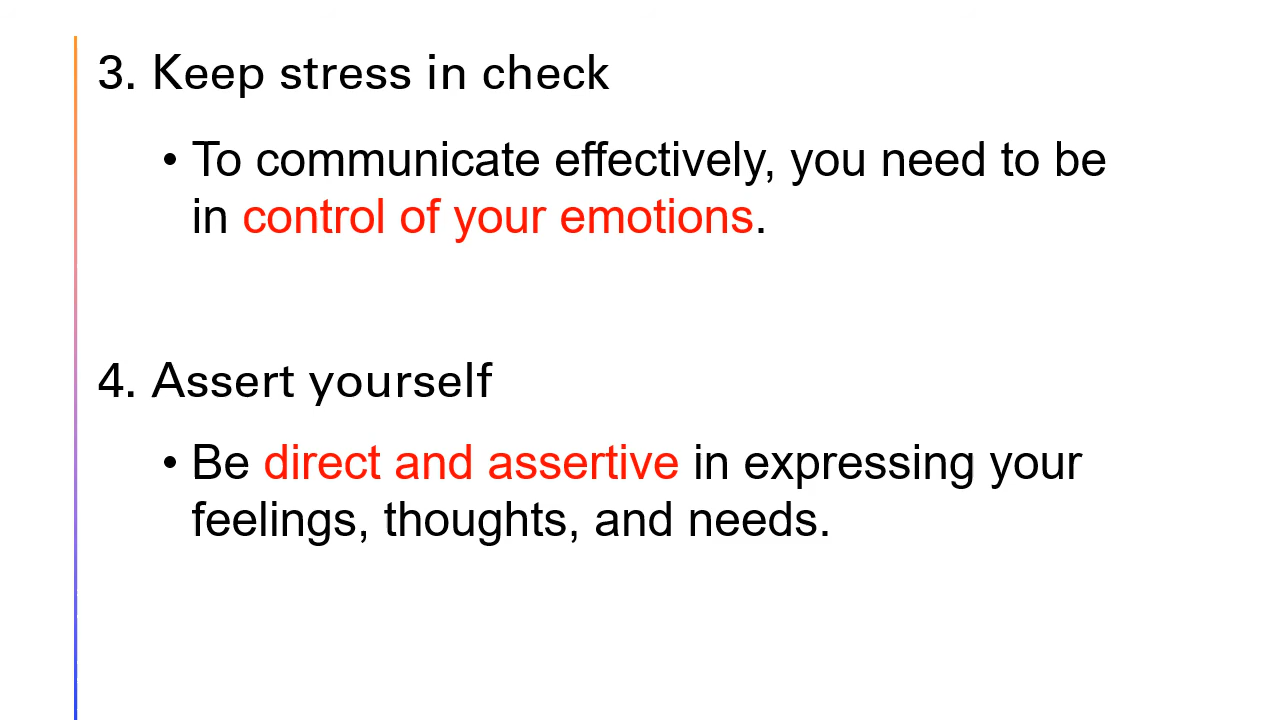 3. Keep stress in check
• To communicate effectively, you need to be
in control of your emotions.
4. Assert yourself
• Be direct and assertive in expressing your
feelings, thoughts, and needs.